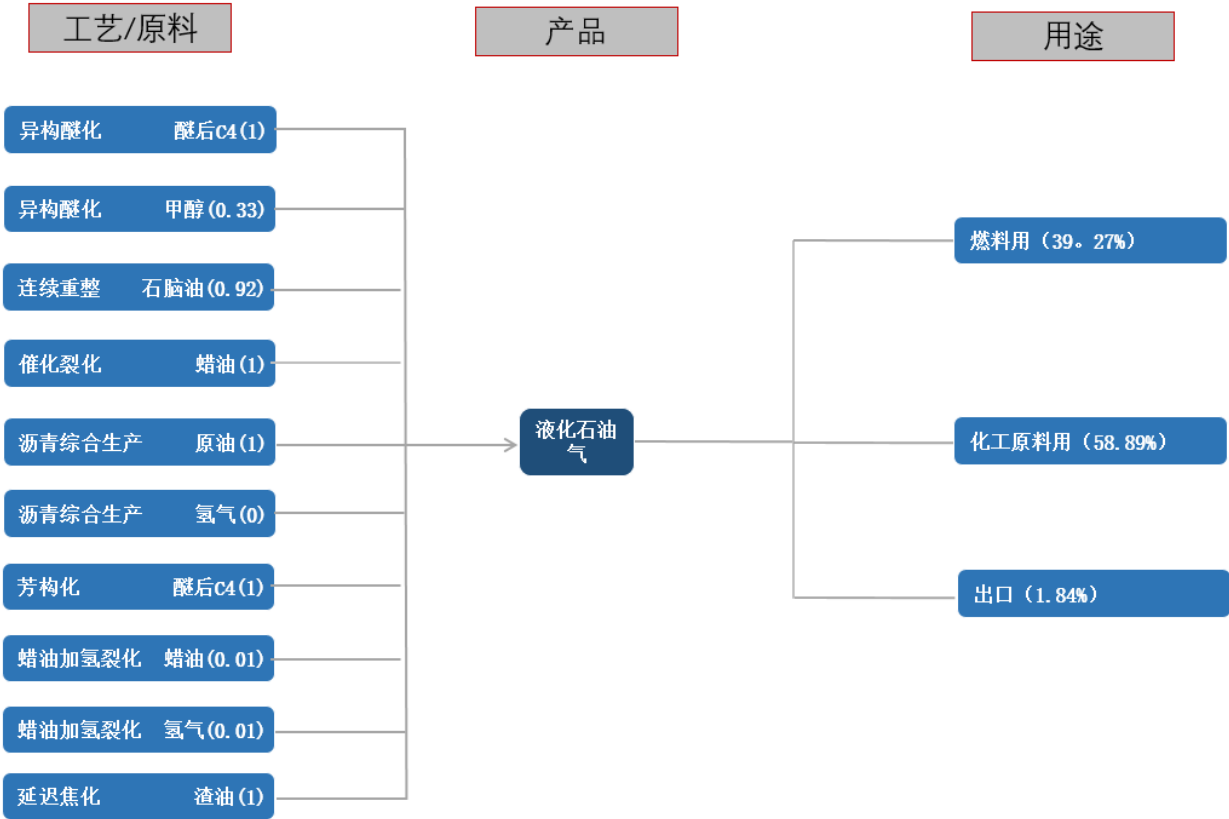 工艺/原料
产品
用途
异构醚化 醚后C4(1)
异构醚化 甲醇(0.33)
连续重整 石脑油(0.92)
催化裂化 蜡油(1)
沥青综合生产 原油(1)
沥青综合生产 氢气(0)
芳构化 醚后C4(1)
蜡油加氢裂化 蜡油(0.01)
蜡油加氢裂化 氢气(0.01)
延迟焦化 渣油(1)
液化石油
气
燃料用（39。27%）
化工原料用（58.89%）
出口（1.84%）